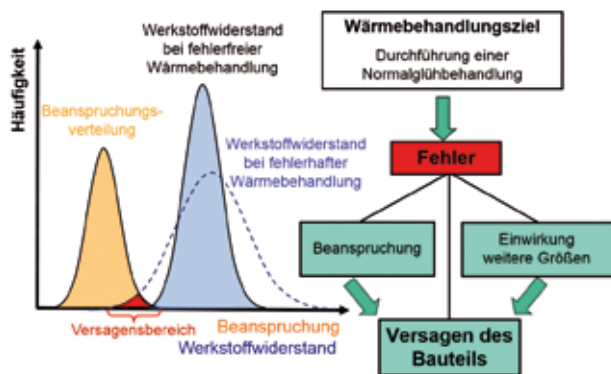 Häufigkeit
Werkstoffwiderstand
bei fehlerfreier
Wärmebehandlung
Beanspruchungs-
verteilung
Werkstoffwiderstand
bei fehlerhafter
Wärmebehandlung
Versagensbereich
Beanspruchung
Werkstoffwiderstand
Wärmebehandlungsziel
Durchführung einer
Normalglühbehandlung
Fehler
Beanspruchung
Einwirkung
weitere Größen
Versagen des
Bauteils